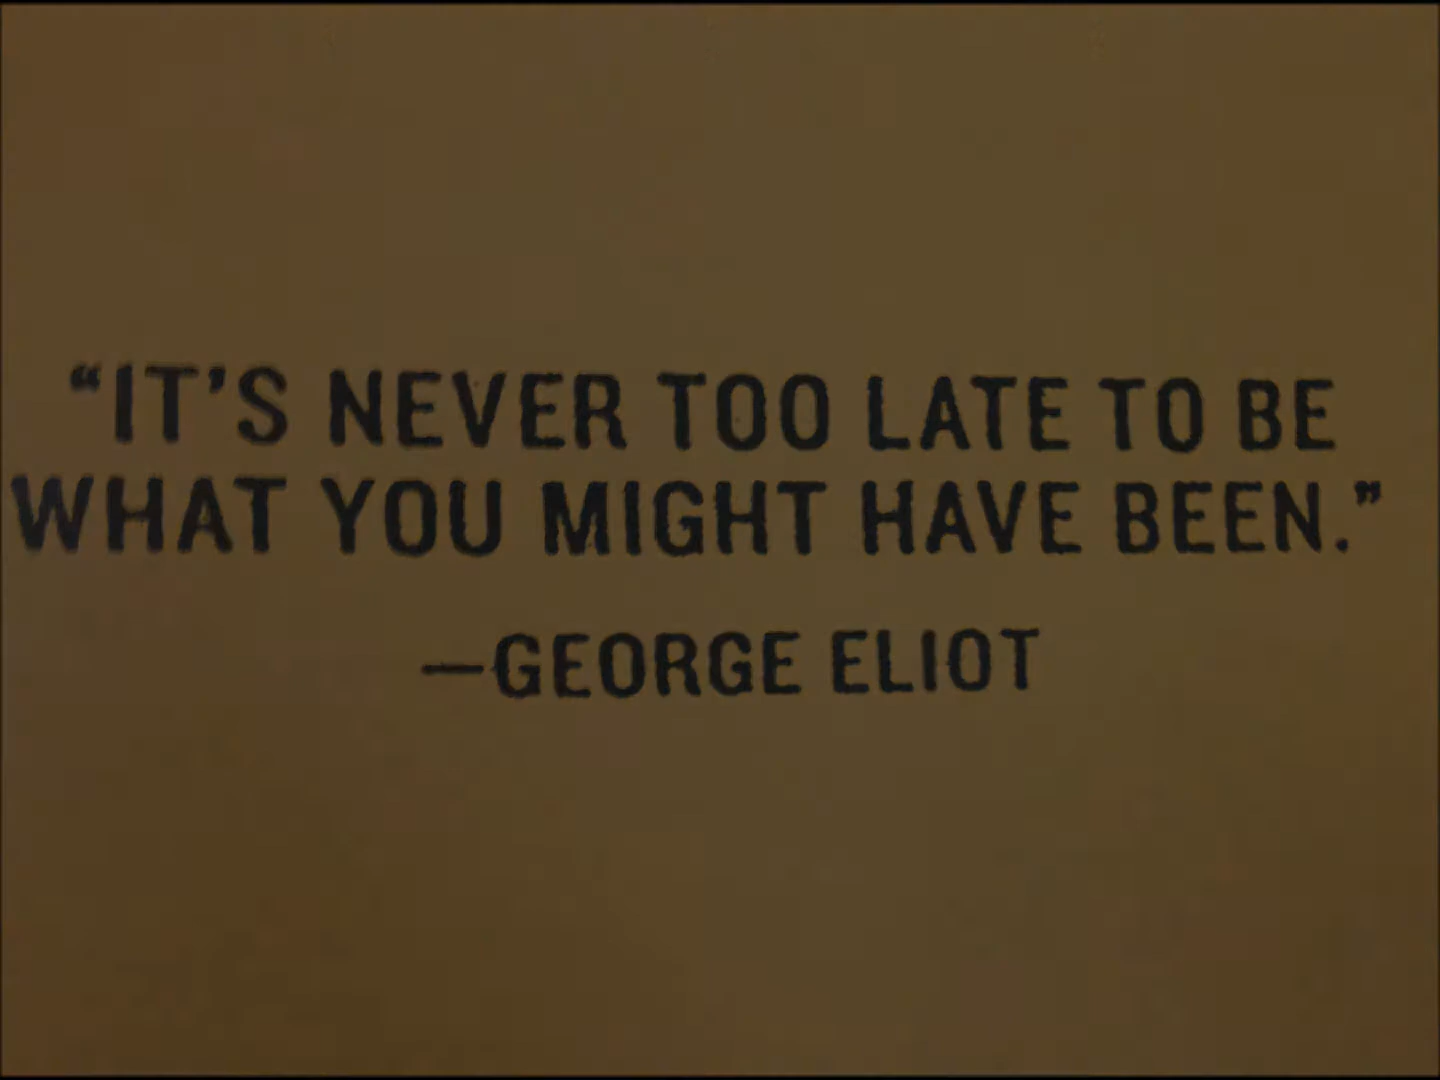 “IT’S NEVER TOO LATE TO BE
WHAT YOU MIGHT HAVE BEEN.”
—GEORGE ELIOT